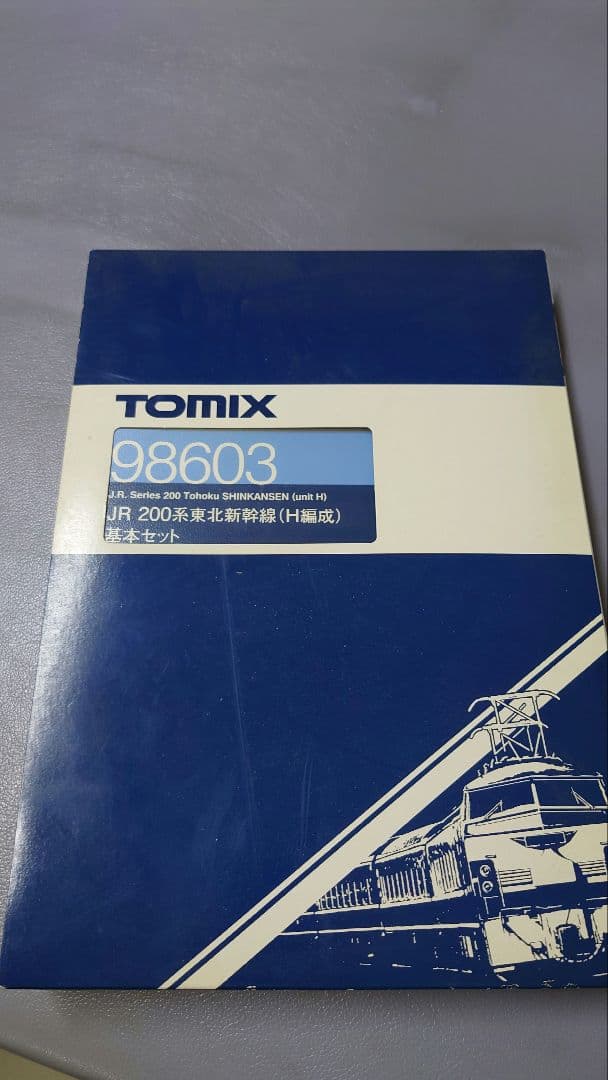 TOMIX
98603
J.R. Series 200 Tohoku SHINKANSEN (unit H)
JR 200系東北新幹線(H編成)
基本セット